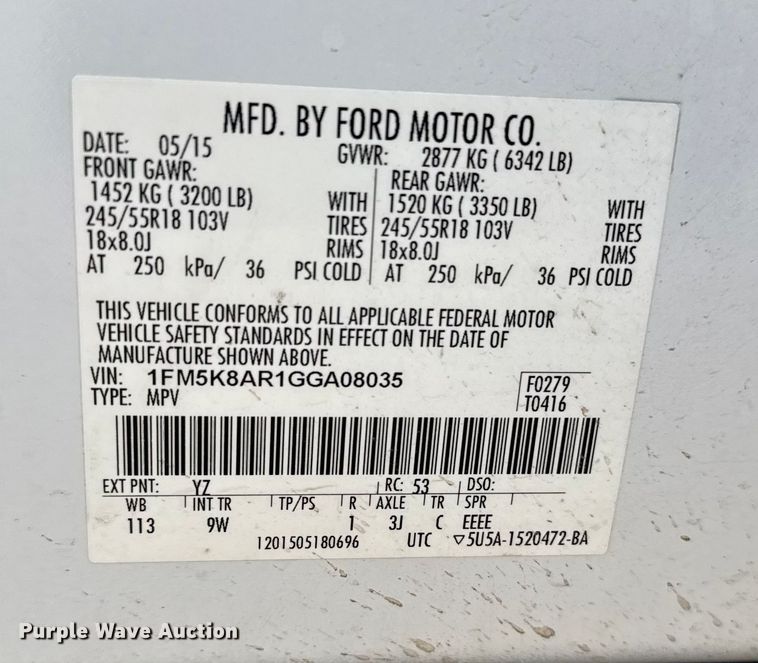 MFD. BY FORD MOTOR CO.
DATE: 05/15 GVWR: 2877 KG ( 6342 LB)
FRONT GAWR: REAR GAWR:
1452 KG ( 3200 LB) WITH 1520 KG ( 3350 LB) WITH
245/55R18 103V TIRES 245/55R18 103V TIRES
18x8.0J RIMS 18x8.0J RIMS
AT 250 kPa/ 36 PSI COLD AT 250 kPa/ 36 PSI COLD
THIS VEHICLE CONFORMS TO ALL APPLICABLE FEDERAL MOTOR
VEHICLE SAFETY STANDARDS IN EFFECT ON THE DATE OF
MANUFACTURE SHOWN ABOVE.
VIN: 1FM5K8AR1GGA08035 F0279
TYPE: MPV T0416
EXT PNT: YZ RC: 53 DSO:
WB INT TR TP/PS R AXLE TR SPR
113 9W 1 3J C EEEE
1201505180696 UTC ▽5U5A-1520472-BA
Purple Wave Auction